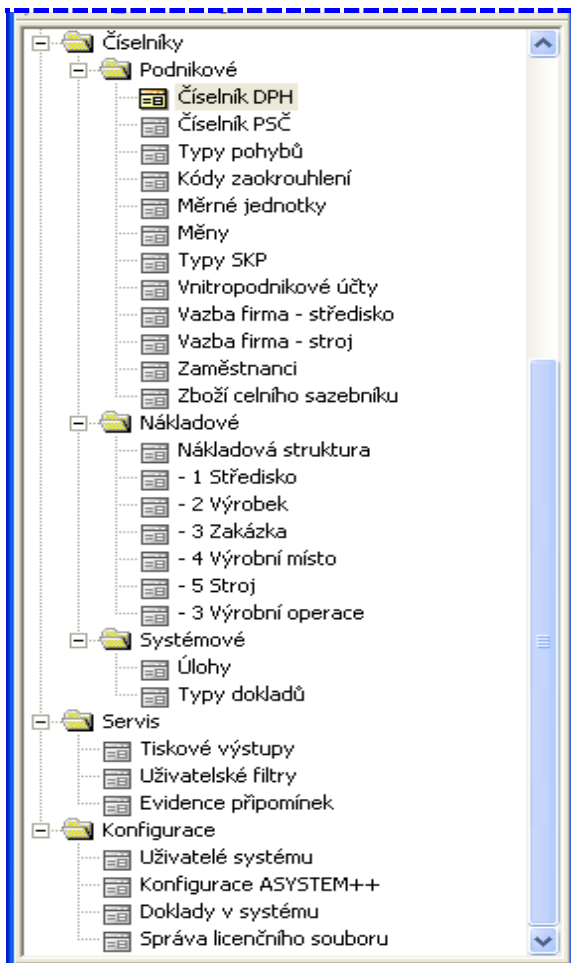 Číselníky
Podnikové
Číselník DPH
Číselník PSČ
Typy pohybů
Kódy zaokrouhlení
Měrné jednotky
Měny
Typy SKP
Vnitropodnikové účty
Vazba firma - středisko
Vazba firma - stroj
Zaměstnanci
Zboží celního sazebníku
Nákladové
Nákladová struktura
- 1 Středisko
- 2 Výrobek
- 3 Zakázka
- 4 Výrobní místo
- 5 Stroj
- 3 Výrobní operace
Systémové
Úlohy
Typy dokladů
Servis
Tiskové výstupy
Uživatelské filtry
Evidence připomínek
Konfigurace
Uživatelé systému
Konfigurace ASYSTEM++
Doklady v systému
Správa licenčního souboru